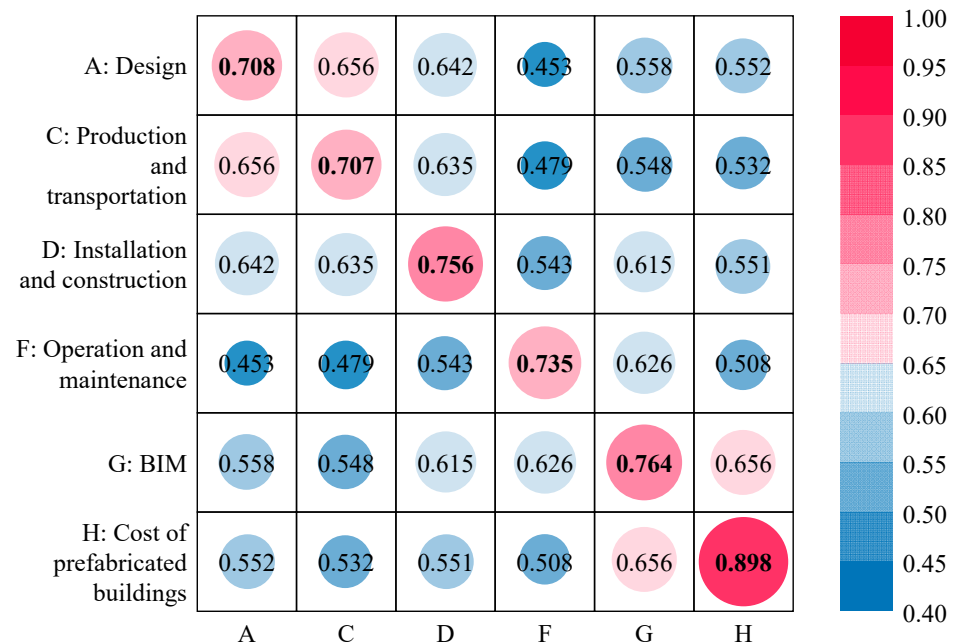 A: Design
0.708 0.656 0.642 0.453 0.558 0.552
C: Production
and
transportation
0.656 0.707 0.635 0.479 0.548 0.532
D: Installation
and construction
0.642 0.635 0.756 0.543 0.615 0.551
F: Operation and
maintenance
0.453 0.479 0.543 0.735 0.626 0.508
G: BIM
0.558 0.548 0.615 0.626 0.764 0.656
H: Cost of
prefabricated
buildings
0.552 0.532 0.551 0.508 0.656 0.898
A C D F G H
1.00
0.95
0.90
0.85
0.80
0.75
0.70
0.65
0.60
0.55
0.50
0.45
0.40